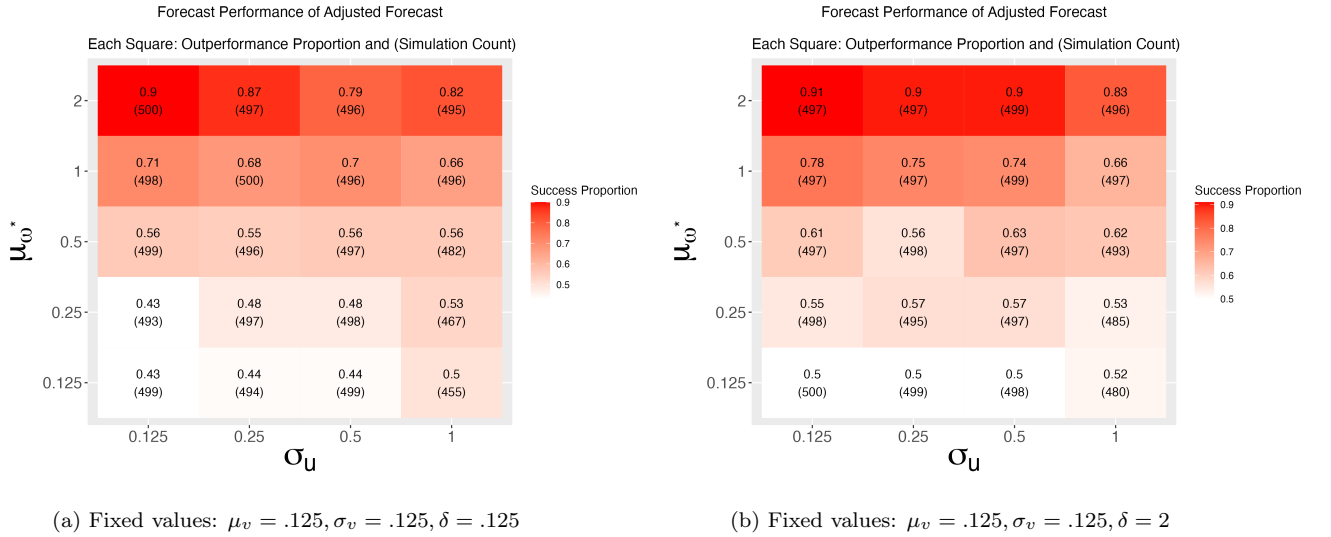 Forecast Performance of Adjusted Forecast
Each Square: Outperformance Proportion and (Simulation Count)
μω*
2
1
0.5
0.25
0.125
0.9 0.87 0.79 0.82
(500) (497) (496) (495)
0.71 0.68 0.7 0.66
(498) (500) (496) (496)
0.56 0.55 0.56 0.56
(499) (496) (497) (482)
0.43 0.48 0.48 0.53
(493) (497) (498) (467)
0.43 0.44 0.44 0.5
(499) (494) (499) (455)
0.125 0.25 0.5 1
σu
Success Proportion
0.9
0.8
0.7
0.6
0.5
(a) Fixed values: μv = .125, σv = .125, δ = .125
Forecast Performance of Adjusted Forecast
Each Square: Outperformance Proportion and (Simulation Count)
μω*
2
1
0.5
0.25
0.125
0.91 0.9 0.9 0.83
(497) (497) (499) (496)
0.78 0.75 0.74 0.66
(497) (497) (499) (497)
0.61 0.56 0.63 0.62
(497) (498) (497) (493)
0.55 0.57 0.57 0.53
(498) (495) (497) (485)
0.5 0.5 0.5 0.52
(500) (499) (498) (480)
0.125 0.25 0.5 1
σu
Success Proportion
0.9
0.8
0.7
0.6
0.5
(b) Fixed values: μv = .125, σv = .125, δ = 2